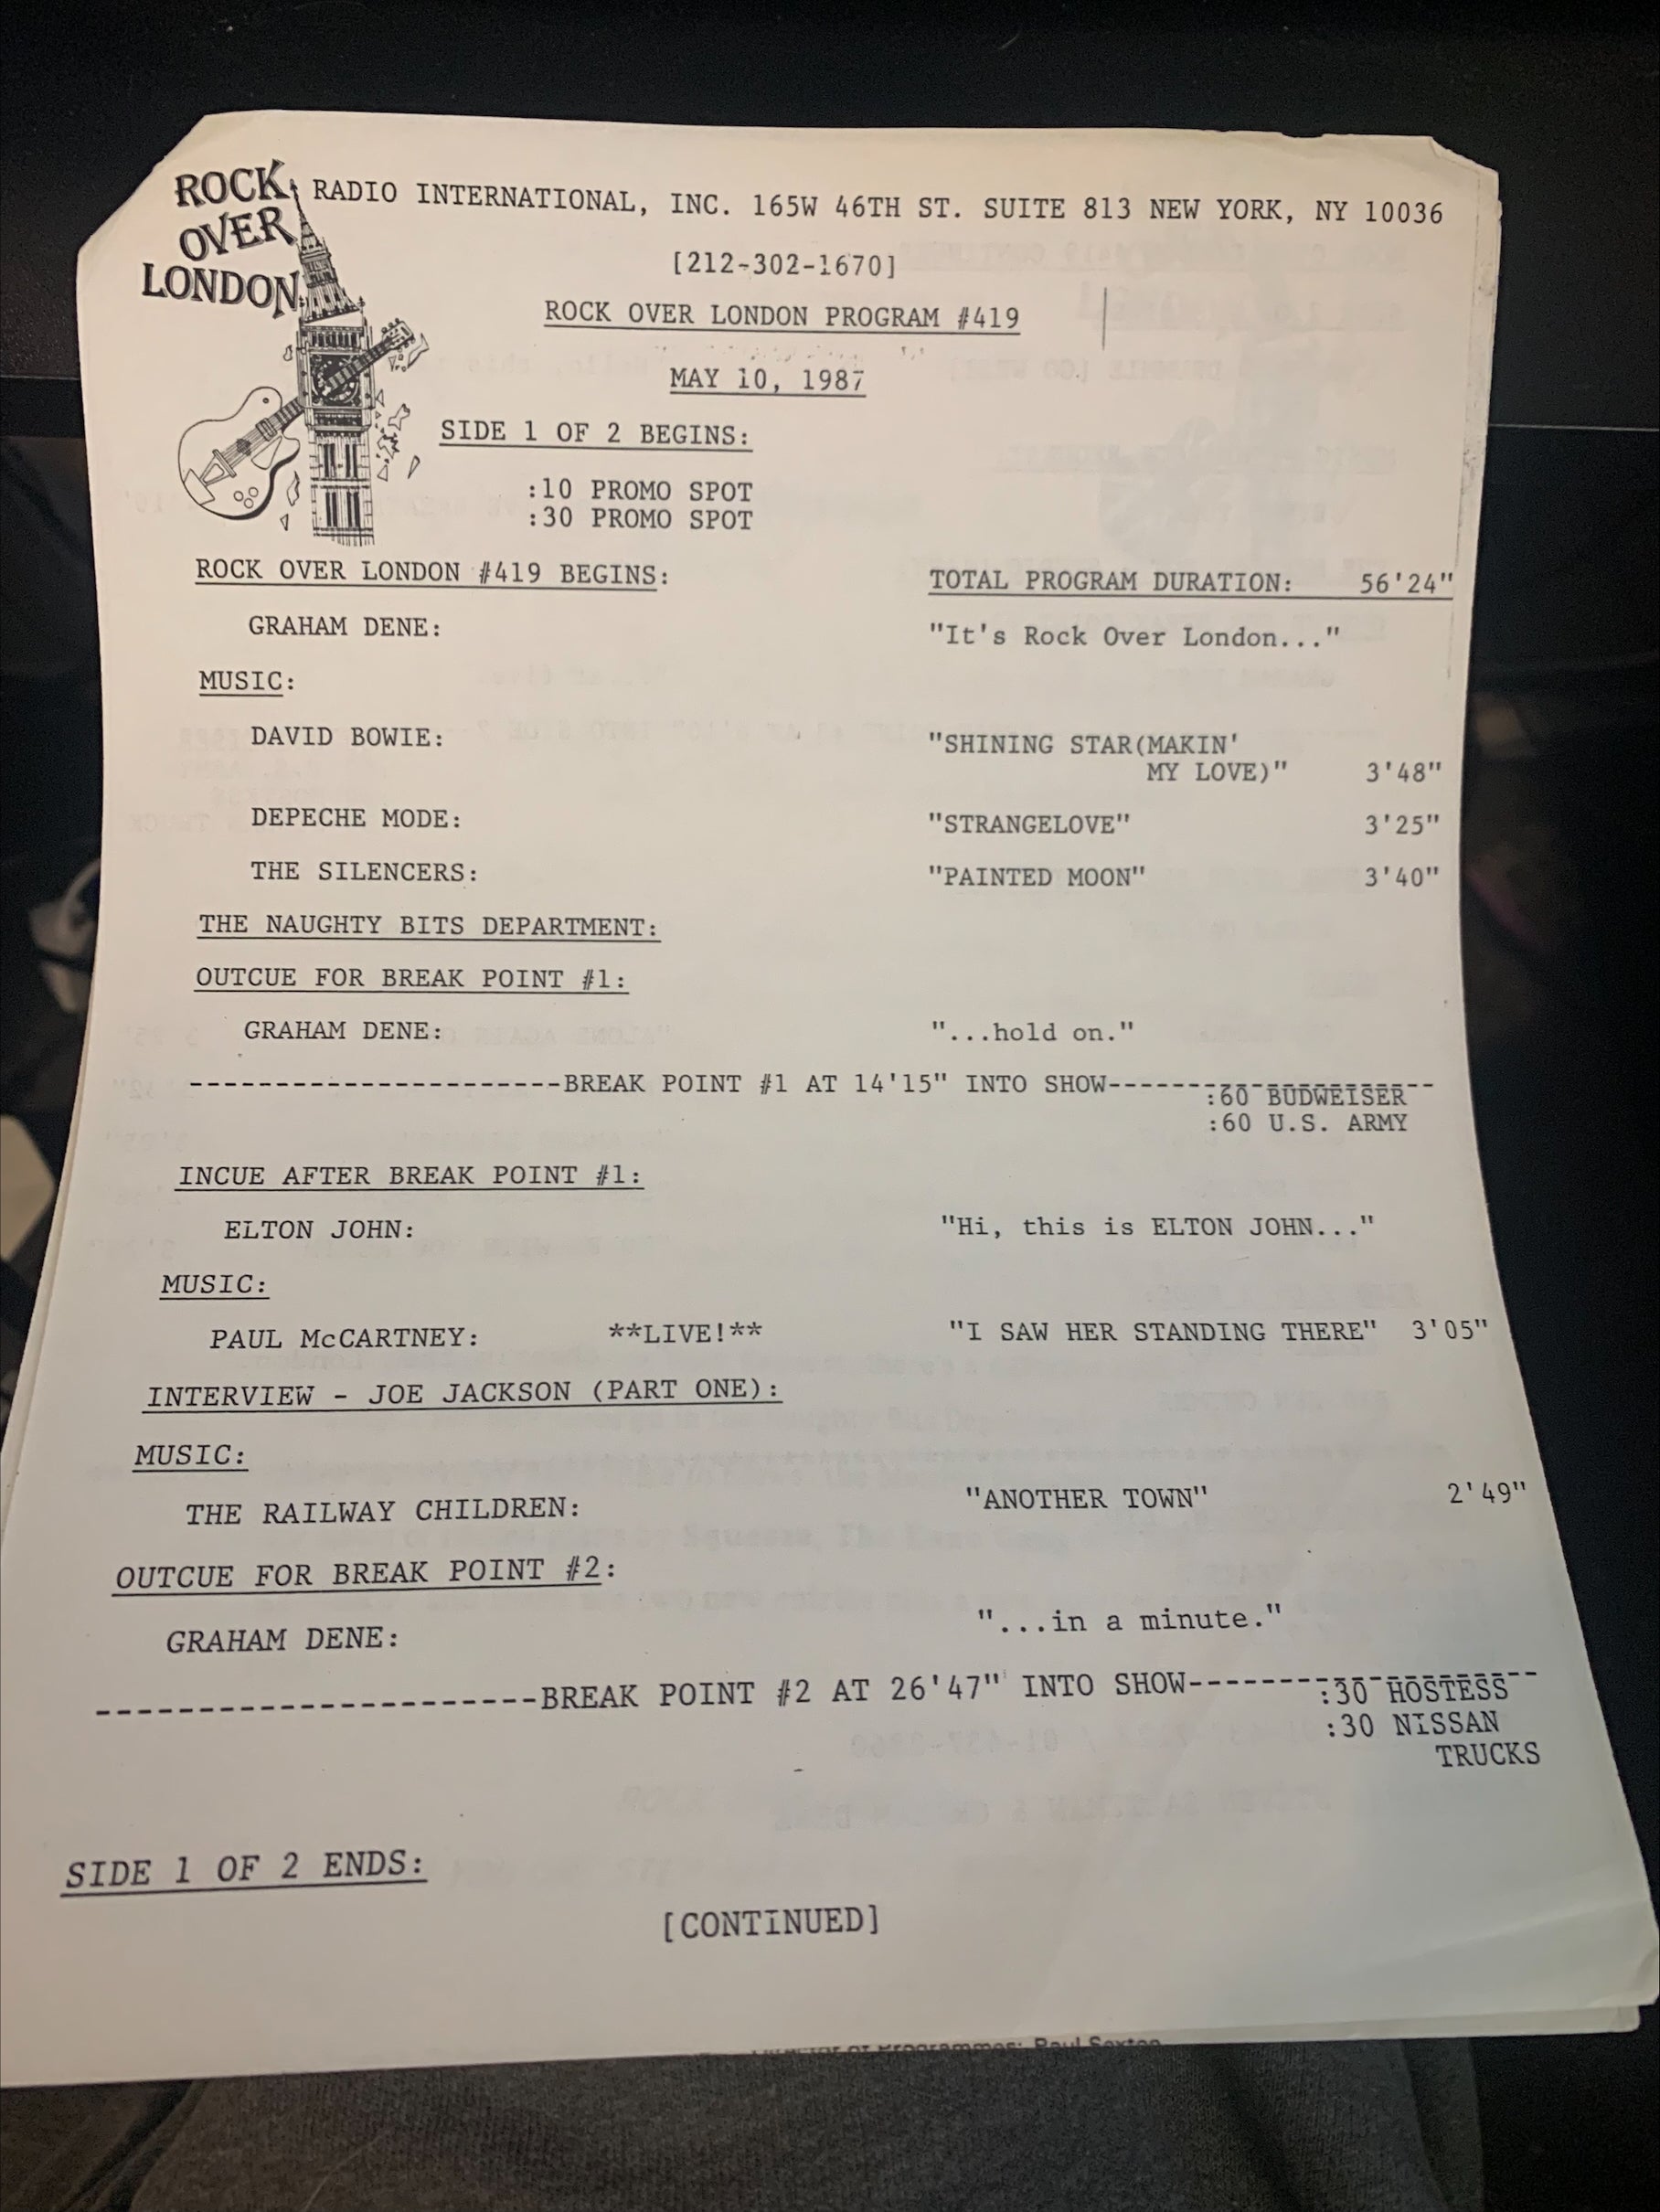 ROCK
OVER
LONDON
RADIO INTERNATIONAL, INC. 165W 46TH ST. SUITE 813 NEW YORK, NY 10036
[212-302-1670]
ROCK OVER LONDON PROGRAM #419
MAY 10, 1987
SIDE 1 OF 2 BEGINS:
:10 PROMO SPOT
:30 PROMO SPOT
ROCK OVER LONDON #419 BEGINS: TOTAL PROGRAM DURATION: 56'24"
GRAHAM DENE: "It's Rock Over London..."
MUSIC:
DAVID BOWIE: "SHINING STAR(MAKIN'
MY LOVE)" 3'48"
DEPECHE MODE: "STRANGELOVE" 3'25"
THE SILENCERS: "PAINTED MOON" 3'40"
THE NAUGHTY BITS DEPARTMENT:
OUTCUE FOR BREAK POINT #1:
GRAHAM DENE: "...hold on."
----------------------BREAK POINT #1 AT 14'15" INTO SHOW-------------------
:60 BUDWEISER
:60 U.S. ARMY
INCUE AFTER BREAK POINT #1:
ELTON JOHN: "Hi, this is ELTON JOHN..."
MUSIC:
PAUL McCARTNEY: **LIVE!** "I SAW HER STANDING THERE" 3'05"
INTERVIEW - JOE JACKSON (PART ONE):
MUSIC:
THE RAILWAY CHILDREN: "ANOTHER TOWN" 2'49"
OUTCUE FOR BREAK POINT #2:
GRAHAM DENE: "...in a minute."
----------------------BREAK POINT #2 AT 26'47" INTO SHOW-------------------
:30 HOSTESS
:30 NISSAN
TRUCKS
SIDE 1 OF 2 ENDS:
[CONTINUED]
of Programmes: Paul Sexton